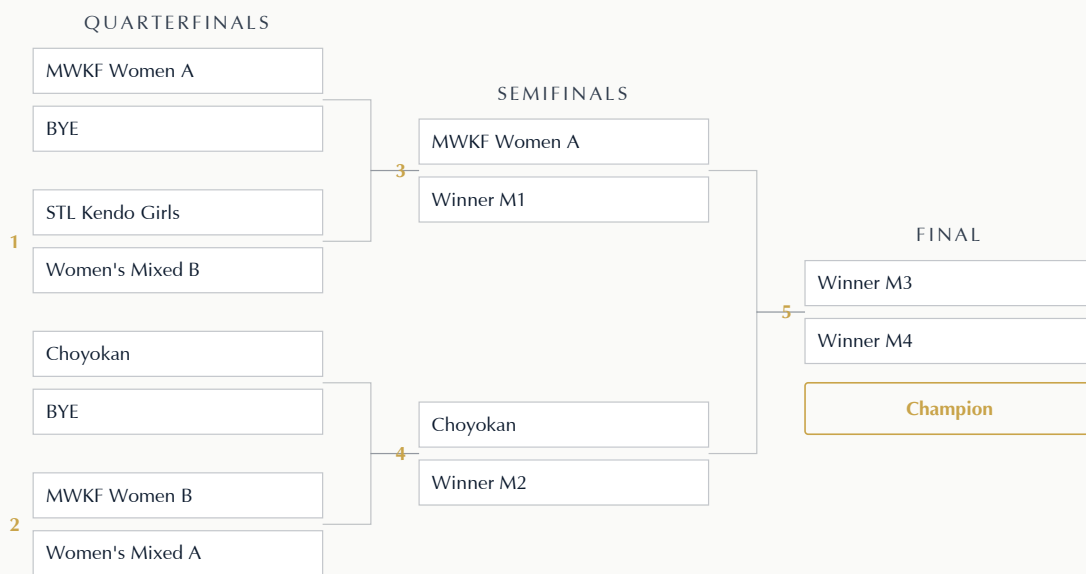 QUARTERFINALS
MWKF Women A
BYE
1
STL Kendo Girls
Women's Mixed B
Choyokan
BYE
2
MWKF Women B
Women's Mixed A
SEMIFINALS
3
MWKF Women A
Winner M1
4
Choyokan
Winner M2
FINAL
5
Winner M3
Winner M4
Champion